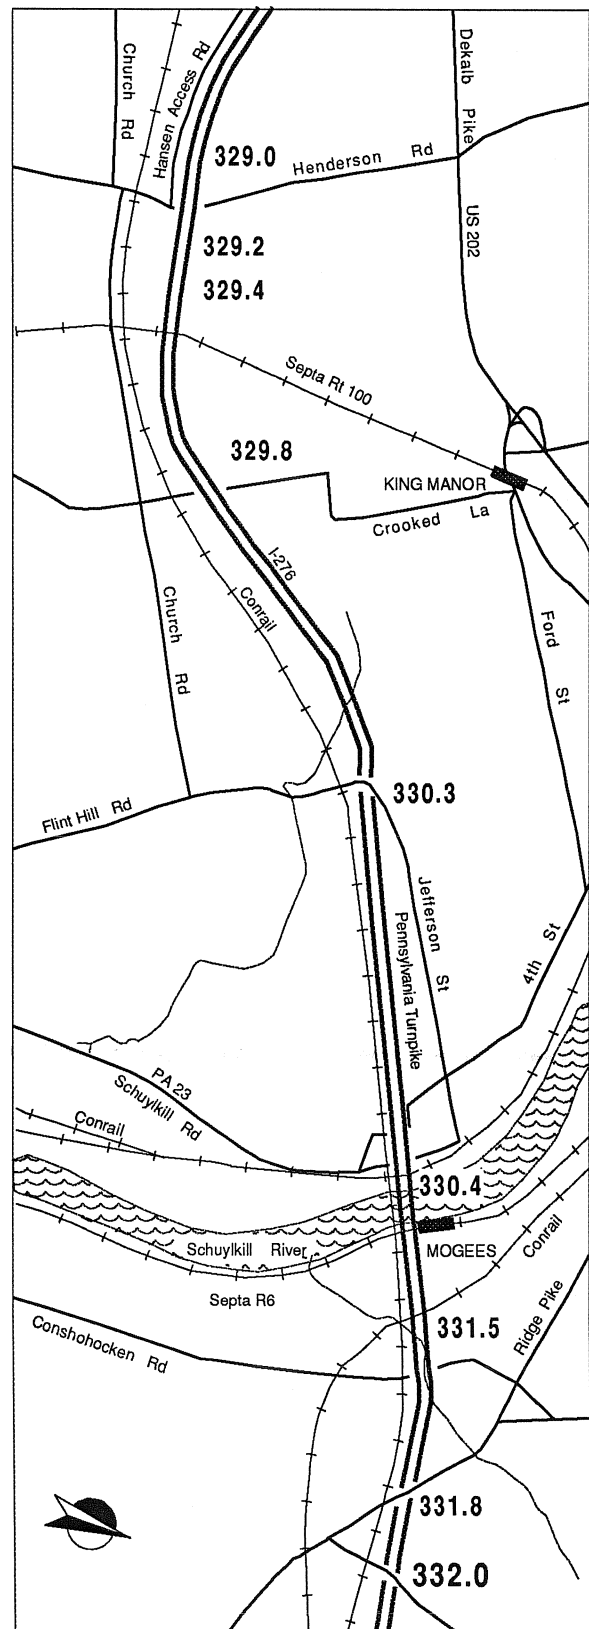 Church Rd
Hansen Access Rd
Dekalb Pike
329.0
Henderson Rd
US 202
329.2
329.4
Septa Rt 100
329.8
KING MANOR
Crooked La
I-276
Conrail
Church Rd
Ford St
330.3
Flint Hill Rd
Jefferson St
Pennsylvania Turnpike
4th St
PA 23
Schuylkill Rd
Conrail
330.4
Schuylkill River
MOGEES
Conrail
Septa R6
331.5
Ridge Pike
Conshohocken Rd
331.8
332.0